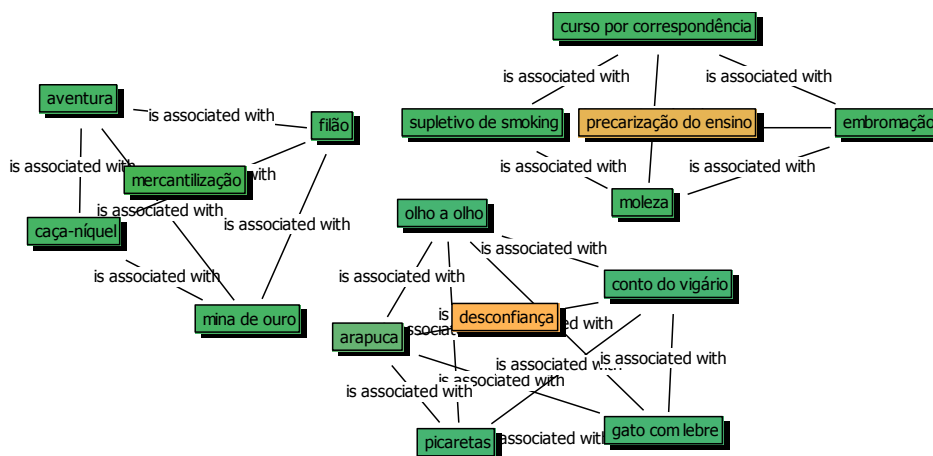 curso por correspondência
is associated with
is associated with
aventura
is associated with
filão
supletivo de smoking
precarização do ensino
embromação
is associated with
with
mercantilização
is associated with
is associated with
moleza
is associated with
olho a olho
is associated with
caça-níquel
is associated with
is associated with
is associated with
conto do vigário
mina de ouro
is
desconfiança
associated with
arapuca
is associated with
is associated with
is associated with
is associated with
picaretas
is associated with
gato com lebre